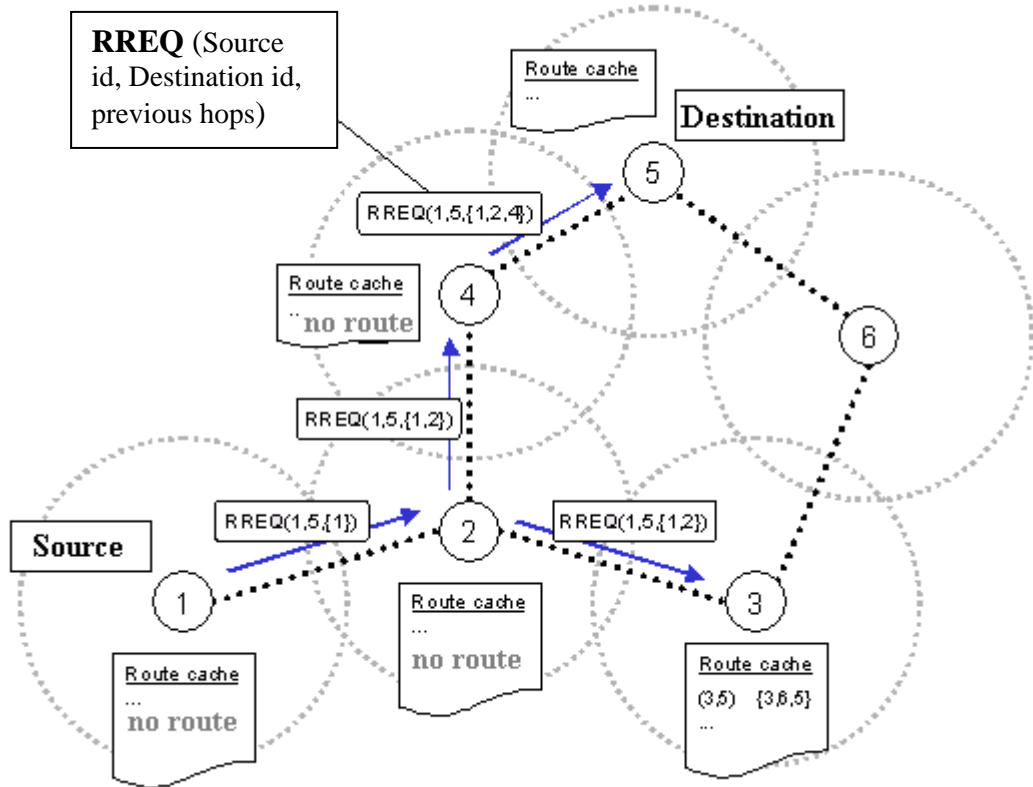 RREQ (Source
id, Destination id,
previous hops)
Route cache
...
Destination
5
RREQ(1,5,{1,2,4})
Route cache
.. no route
4
6
RREQ(1,5,{1,2})
RREQ(1,5,{1})
2
RREQ(1,5,{1,2})
Source
1
3
Route cache
...
no route
Route cache
...
no route
Route cache
(3,5) {3,6,5}
...